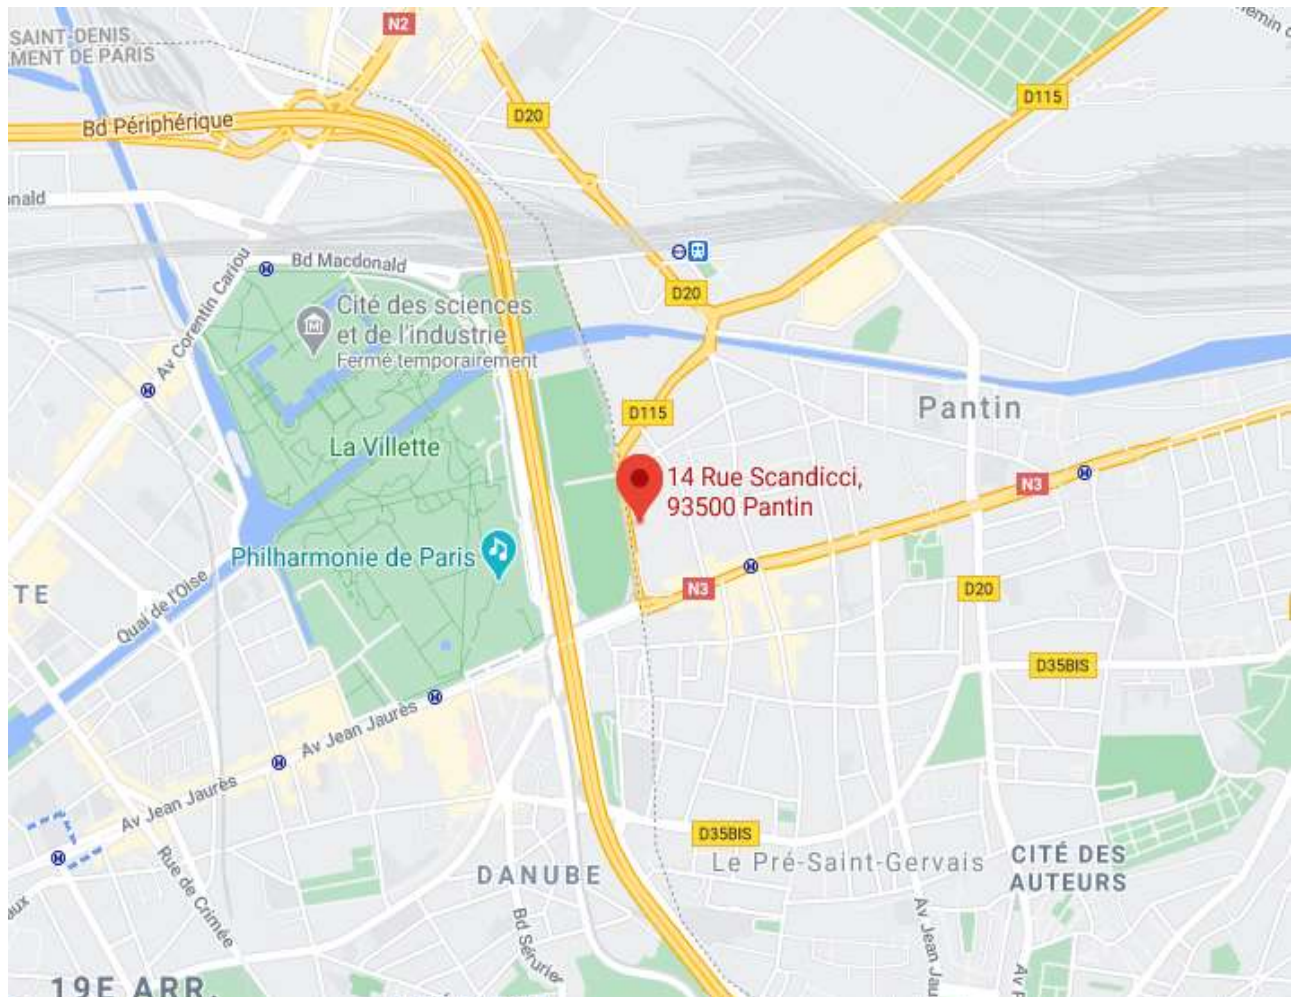 N2
SAINT-DENIS
EMENT DE PARIS
D20
D115
Bd Périphérique
onald
Bd Macdonald
Av Corentin Cariou
D20
Cité des sciences
et de l'industrie
Fermé temporairement
D115
Pantin
La Villette
14 Rue Scandicci,
93500 Pantin
N3
Philharmonie de Paris
N3
D20
TE
Quai de l'Oise
D35BIS
Av Jean Jaurès
Av Jean Jaurès
D35BIS
Le Pré-Saint-Gervais
CITÉ DES
AUTEURS
DANUBE
Rue de Crimée
Bd Sérurier
Av Jean Jau
19E ARR.